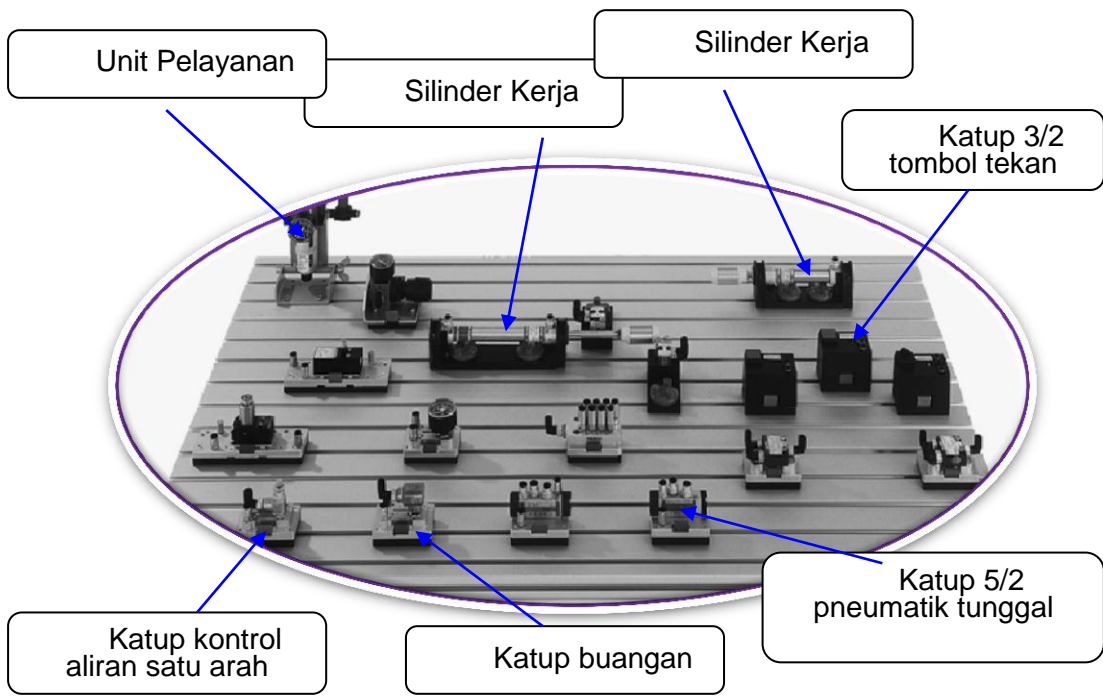 Unit Pelayanan
Silinder Kerja
Silinder Kerja
Katup 3/2
tombol tekan
Katup 5/2
pneumatik tunggal
Katup kontrol
aliran satu arah
Katup buangan